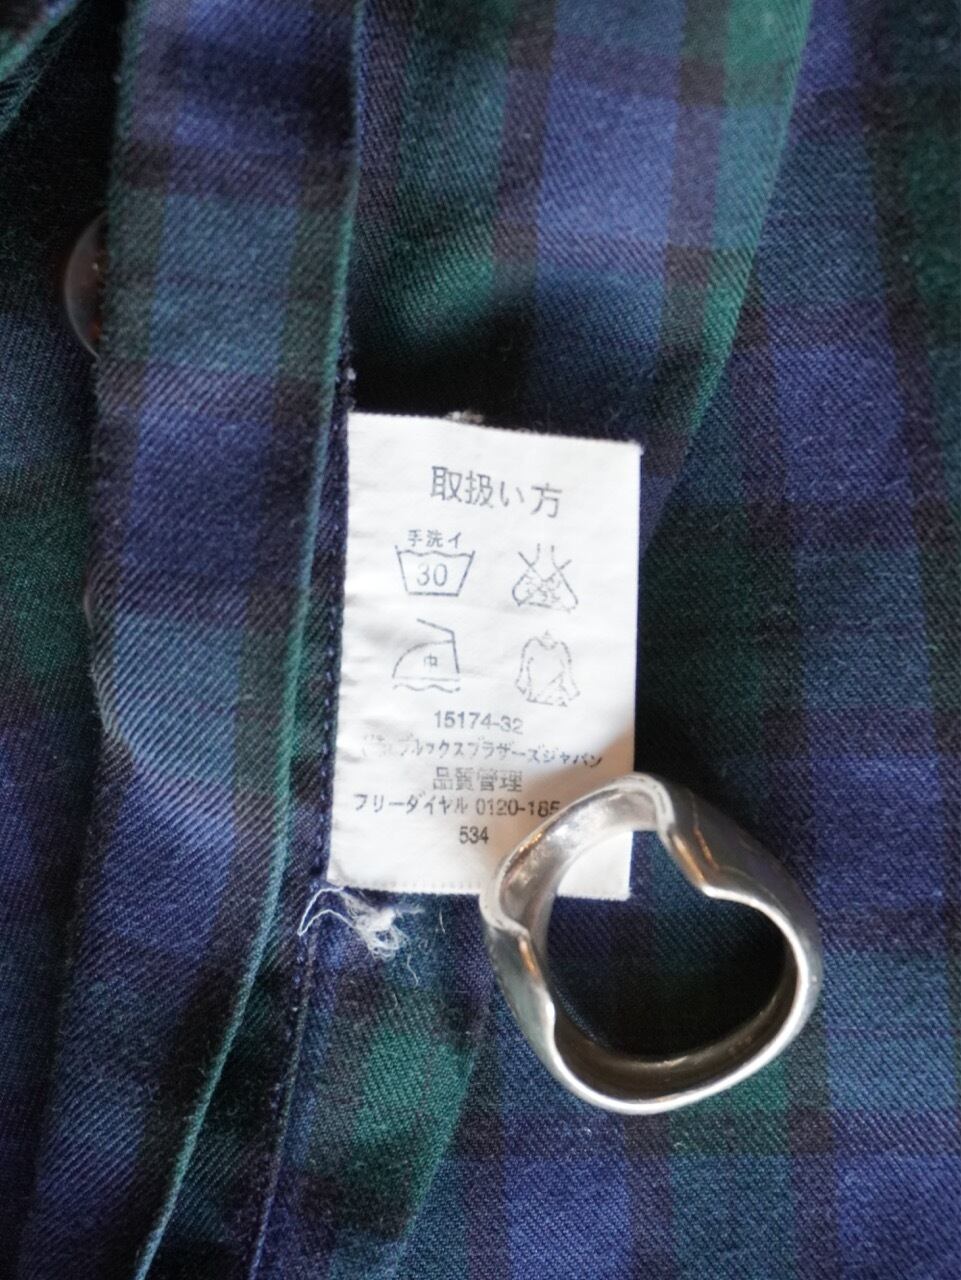 取扱い方
手洗イ
30
中
15174-32
ブルックスブラザーズジャパン
品質管理
フリーダイヤル 0120-185
534